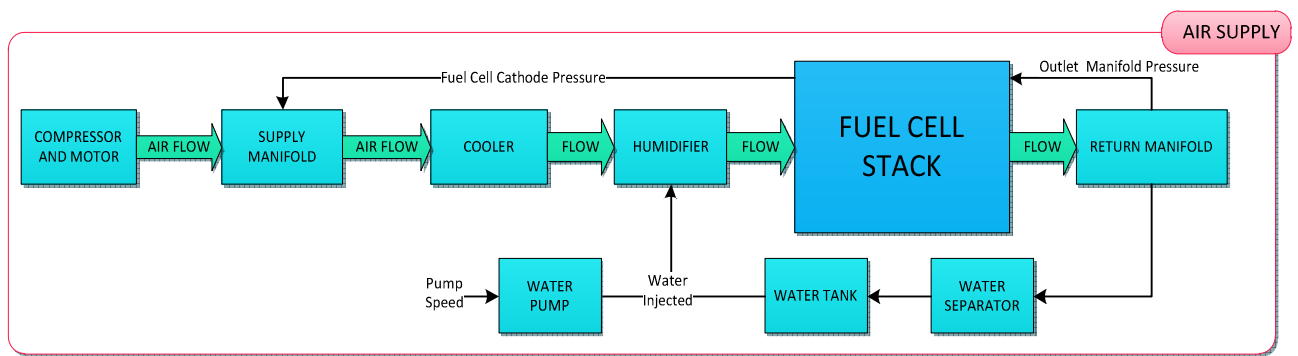 AIR SUPPLY
Fuel Cell Cathode Pressure
Outlet Manifold Pressure
COMPRESSOR
AND MOTOR
AIR FLOW
SUPPLY
MANIFOLD
AIR FLOW
COOLER
FLOW
HUMIDIFIER
FLOW
FUEL CELL
STACK
FLOW
RETURN MANIFOLD
Pump
Speed
WATER
PUMP
Water
Injected
WATER TANK
WATER
SEPARATOR